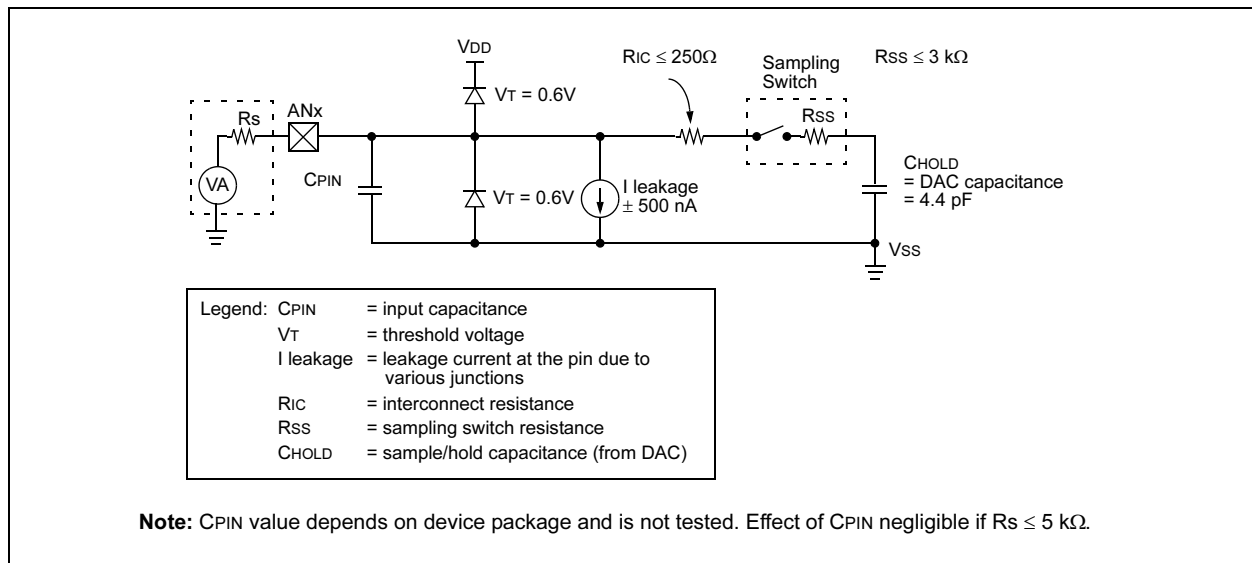 VDD
RIC ≤ 250Ω
Sampling
Switch
RSS ≤ 3 kΩ
VT = 0.6V
Rs
ANx
RSS
VA
CPIN
VT = 0.6V
I leakage
± 500 nA
CHOLD
= DAC capacitance
= 4.4 pF
VSS
Legend: CPIN = input capacitance
VT = threshold voltage
I leakage = leakage current at the pin due to
various junctions
RIC = interconnect resistance
RSS = sampling switch resistance
CHOLD = sample/hold capacitance (from DAC)
Note: CPIN value depends on device package and is not tested. Effect of CPIN negligible if Rs ≤ 5 kΩ.